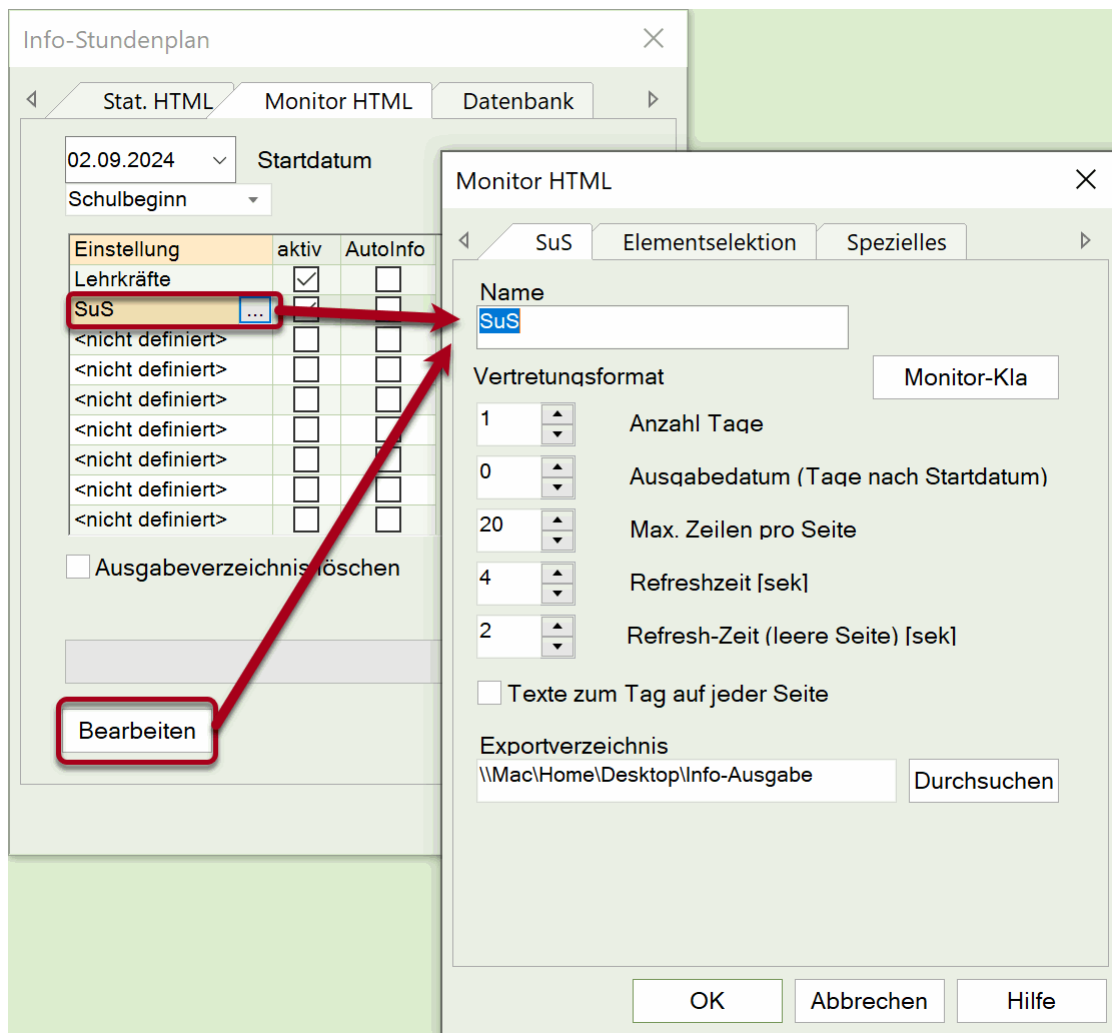 Info-Stundenplan
Stat. HTML Monitor HTML Datenbank
02.09.2024 Startdatum
Schulbeginn
Einstellung aktiv AutoInfo
Lehrkräfte
SuS ...
<nicht definiert>
<nicht definiert>
<nicht definiert>
<nicht definiert>
<nicht definiert>
<nicht definiert>
<nicht definiert>
Ausgabeverzeichnis löschen
Bearbeiten
Monitor HTML
SuS Elementselektion Spezielles
Name
SuS
Vertretungsformat
Monitor-Kla
1 Anzahl Tage
0 Ausgabedatum (Tage nach Startdatum)
20 Max. Zeilen pro Seite
4 Refreshzeit [sek]
2 Refresh-Zeit (leere Seite) [sek]
Texte zum Tag auf jeder Seite
Exportverzeichnis
\\Mac\Home\Desktop\Info-Ausgabe Durchsuchen
OK Abbrechen Hilfe